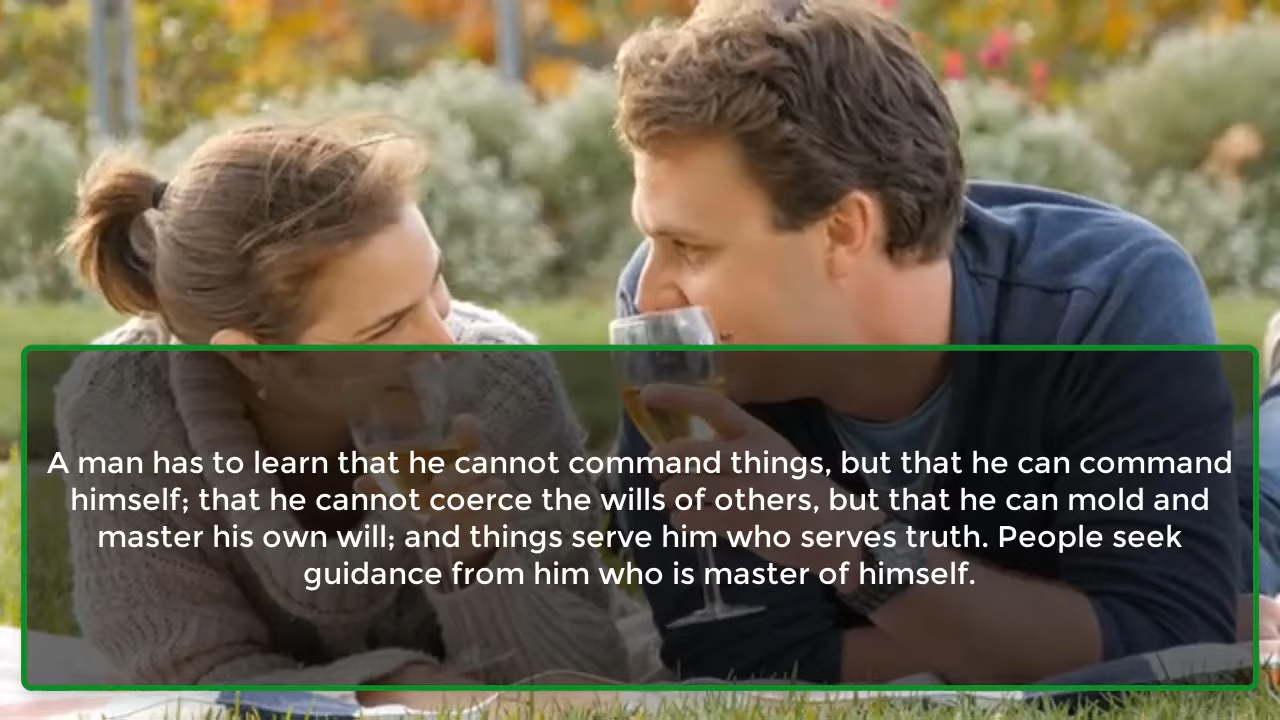 A man has to learn that he cannot command things, but that he can command
himself; that he cannot coerce the wills of others, but that he can mold and
master his own will; and things serve him who serves truth. People seek
guidance from him who is master of himself.